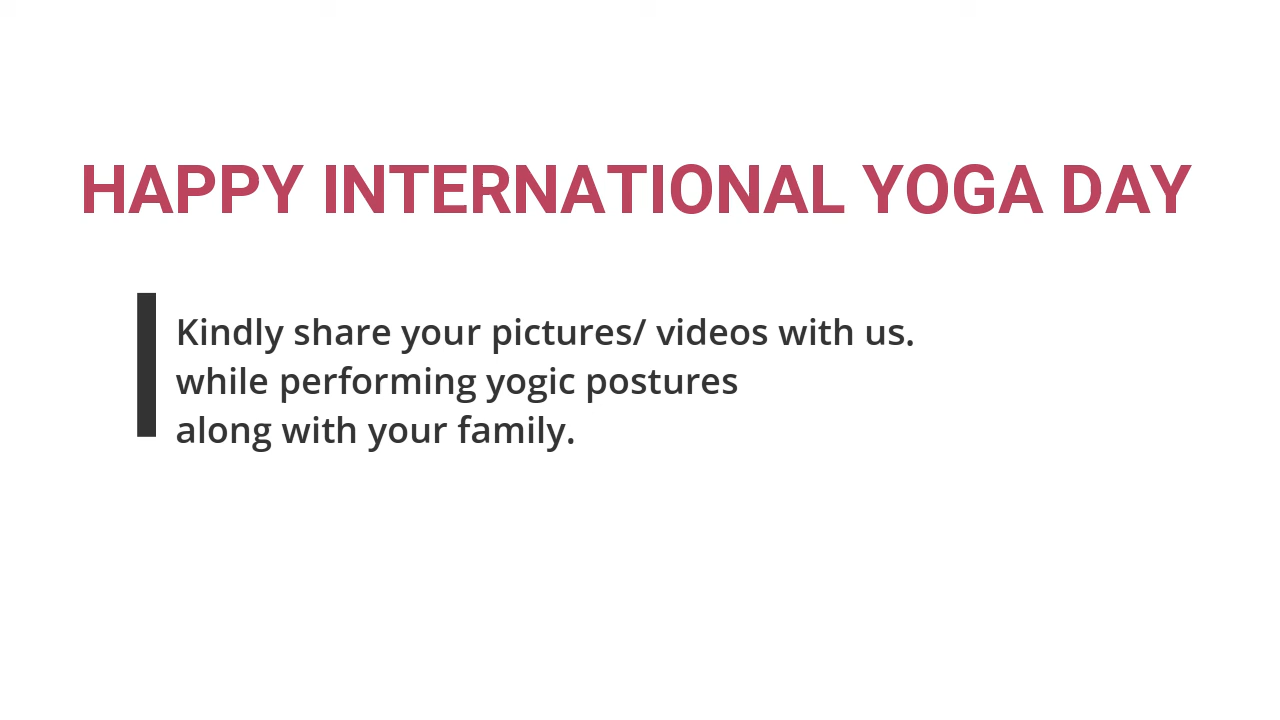 HAPPY INTERNATIONAL YOGA DAY
Kindly share your pictures/ videos with us.
while performing yogic postures
along with your family.